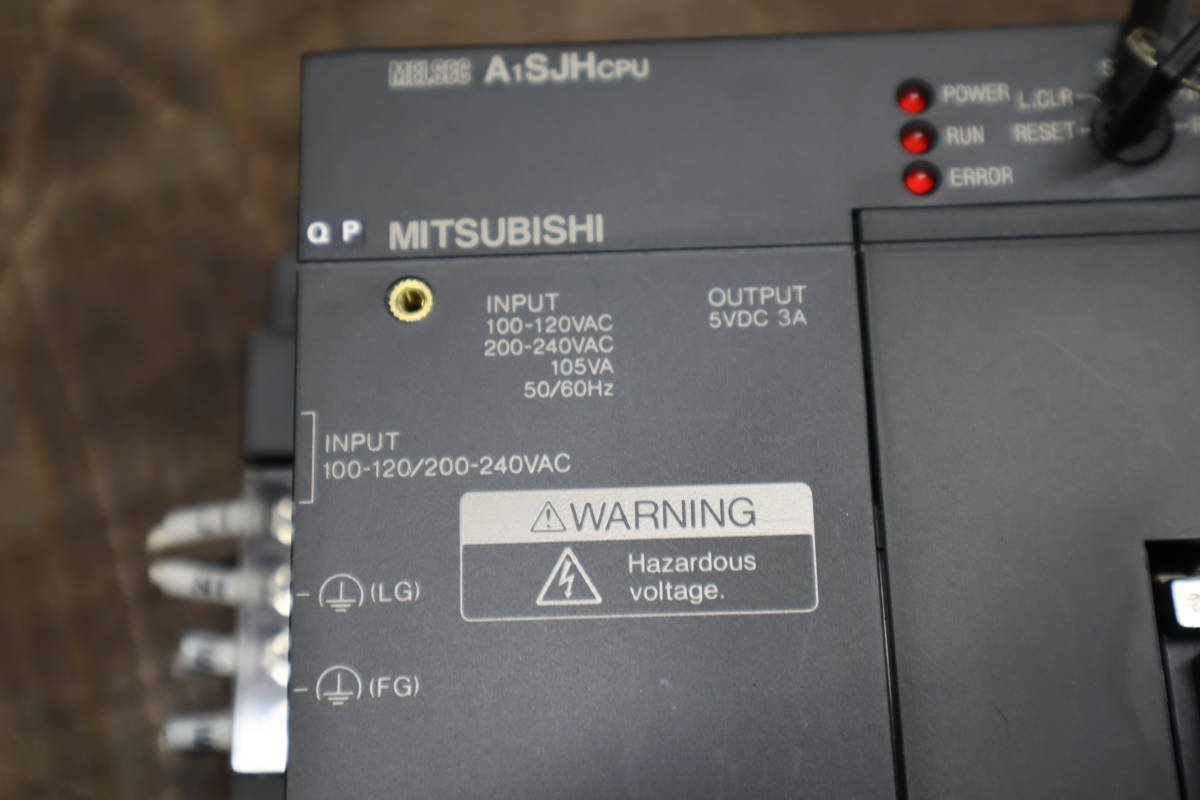 MELSEC A1SJHCPU
POWER
L.CLR
RUN
RESET
ERROR
Q P
MITSUBISHI
INPUT
100-120VAC
200-240VAC
105VA
50/60Hz
OUTPUT
5VDC 3A
INPUT
100-120/200-240VAC
WARNING
Hazardous
voltage.
(LG)
(FG)